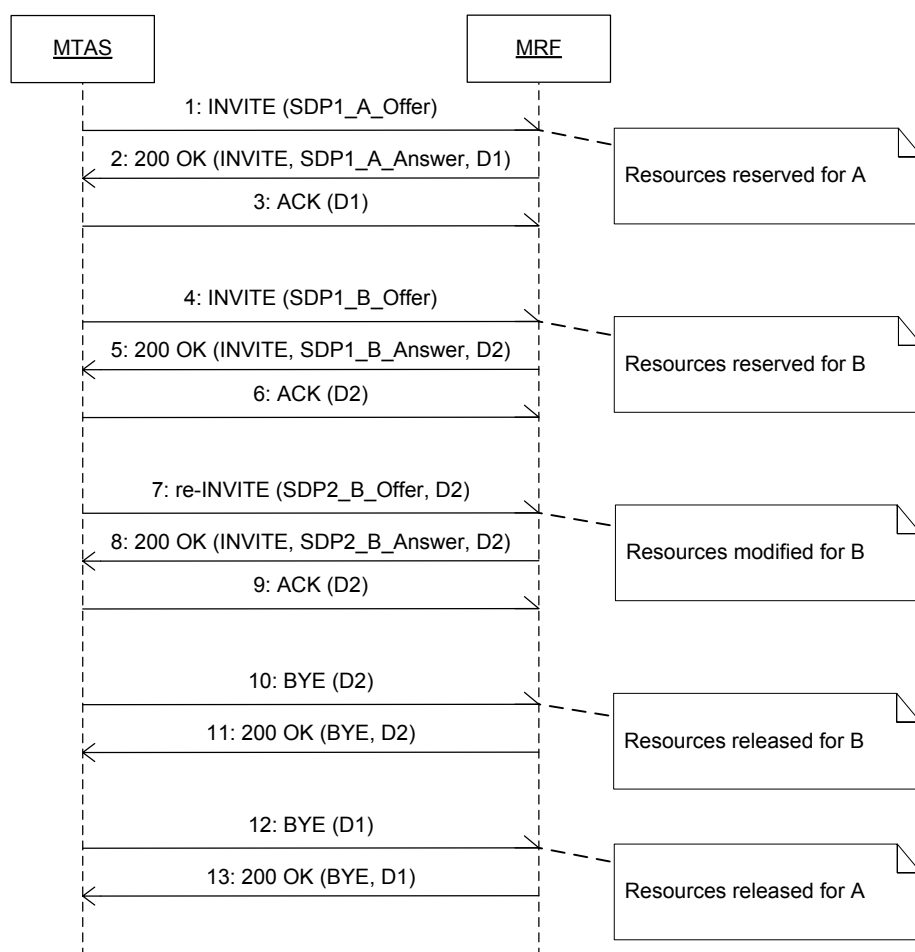 MTAS
MRF
1: INVITE (SDP1_A_Offer)
2: 200 OK (INVITE, SDP1_A_Answer, D1)
Resources reserved for A
3: ACK (D1)
4: INVITE (SDP1_B_Offer)
5: 200 OK (INVITE, SDP1_B_Answer, D2)
Resources reserved for B
6: ACK (D2)
7: re-INVITE (SDP2_B_Offer, D2)
8: 200 OK (INVITE, SDP2_B_Answer, D2)
Resources modified for B
9: ACK (D2)
10: BYE (D2)
11: 200 OK (BYE, D2)
Resources released for B
12: BYE (D1)
13: 200 OK (BYE, D1)
Resources released for A